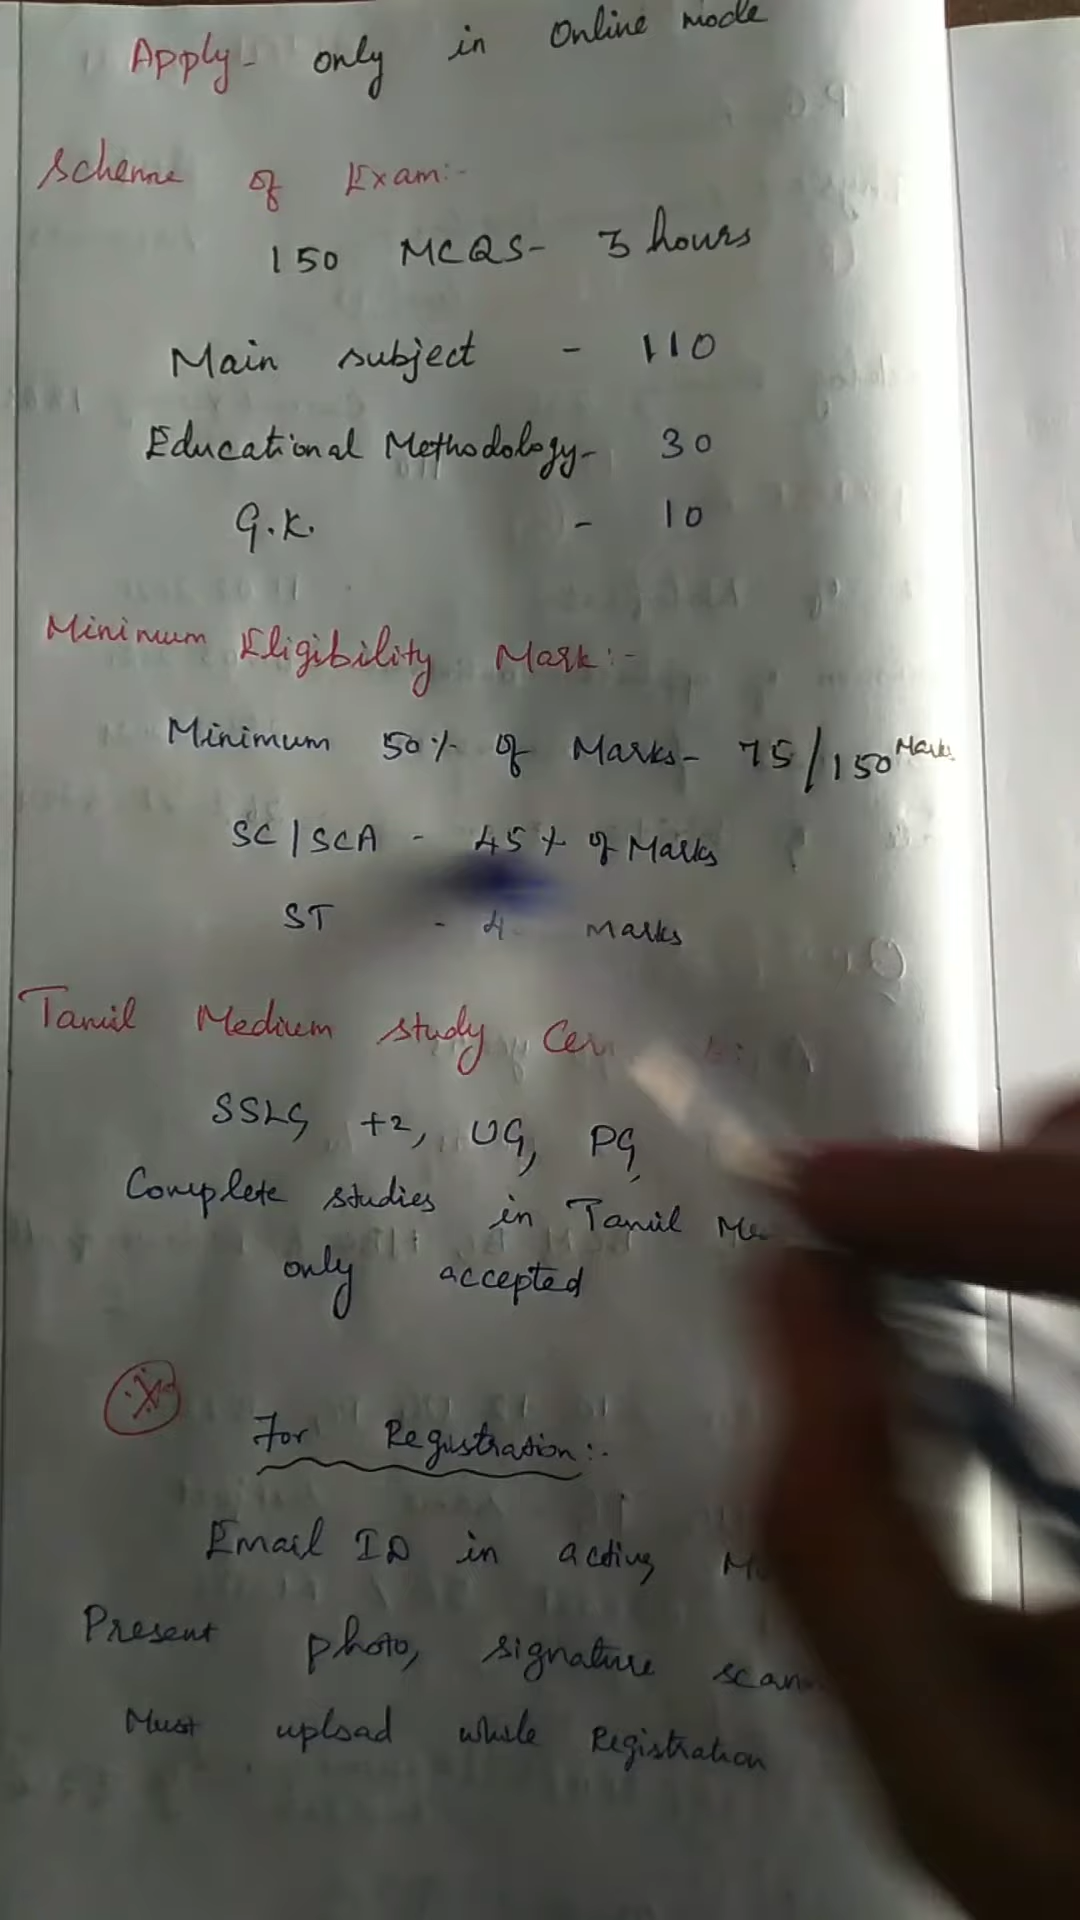 Apply- only in Online mode
Scheme of Exam:-
150 MCQS- 3 hours
Main subject - 110
Educational Methodology- 30
G.K. - 10
Minimum Eligibility Mark:-
Minimum 50% of Marks- 75/150 Marks
SC/SCA - 45% of Marks
ST - Marks
Tamil Medium study
SSLC, +2, UG, PG,
Complete studies in Tamil
only accepted
For Registration:-
Email ID in active
Present photo, signature
Must upload while Registration